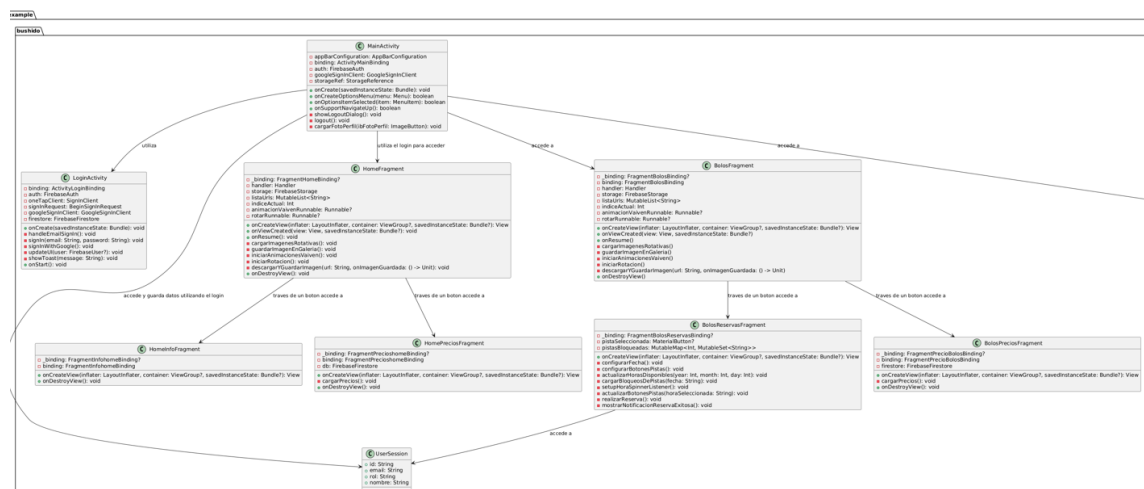 example
bushido
C MainActivity
appBarConfiguration: AppBarConfiguration
binding: ActivityMainBinding
auth: FirebaseAuth
googleSignInClient: GoogleSignInClient
storageRef: StorageReference
onCreate(savedInstanceState: Bundle): void
onCreateOptionsMenu(menu: Menu): boolean
onOptionsItemSelected(item: MenuItem): boolean
onSupportNavigateUp(): boolean
showLogoutDialog(): void
logout(): void
cargarFotoPerfil(ibFotoPerfil: ImageButton): void
utiliza
utiliza el login para acceder
accede a
C LoginActivity
binding: ActivityLoginBinding
auth: FirebaseAuth
oneTapClient: SignInClient
signInRequest: BeginSignInRequest
googleSignInClient: GoogleSignInClient
firestore: FirebaseFirestore
onCreate(savedInstanceState: Bundle): void
handleEmailSignIn(): void
signIn(email: String, password: String): void
signInWithGoogle(): void
updateUI(user: FirebaseUser?): void
showToast(message: String): void
onStart(): void
C HomeFragment
_binding: FragmentHomeBinding?
handler: Handler
storage: FirebaseStorage
listaUrls: MutableList<String>
indiceActual: Int
animacionVaivenRunnable: Runnable?
rotarRunnable: Runnable?
onCreateView(inflater: LayoutInflater, container: ViewGroup?, savedInstanceState: Bundle?): View
onViewCreated(view: View, savedInstanceState: Bundle?): void
onResume(): void
cargarImagenesRotativas(): void
guardarImagenEnGaleria(): void
iniciarAnimacionesVaiven(): void
iniciarRotacion(): void
descargarYGuardarImagen(url: String, onImagenGuardada: () -> Unit): void
onDestroyView(): void
C BolosFragment
_binding: FragmentBolosBinding?
binding: FragmentBolosBinding
handler: Handler
storage: FirebaseStorage
listaUrls: MutableList<String>
indiceActual: Int
animacionVaivenRunnable: Runnable?
rotarRunnable: Runnable?
onCreateView(inflater: LayoutInflater, container: ViewGroup?, savedInstanceState: Bundle?): View
onViewCreated(view: View, savedInstanceState: Bundle?)
onResume()
cargarImagenesRotativas()
guardarImagenEnGaleria()
iniciarAnimacionesVaiven()
iniciarRotacion()
descargarYGuardarImagen(url: String, onImagenGuardada: () -> Unit)
onDestroyView()
accede y guarda datos utilizando el login
traves de un boton accede a
traves de un boton accede a
traves de un boton accede a
traves de un boton accede a
C HomeInfoFragment
_binding: FragmentInfohomeBinding?
binding: FragmentInfohomeBinding
onCreateView(inflater: LayoutInflater, container: ViewGroup?, savedInstanceState: Bundle?): View
onDestroyView(): void
C HomePreciosFragment
_binding: FragmentPrecioshomeBinding?
binding: FragmentPrecioshomeBinding
db: FirebaseFirestore
onCreateView(inflater: LayoutInflater, container: ViewGroup?, savedInstanceState: Bundle?): View
cargarPrecios(): void
onDestroyView(): void
C BolosReservasFragment
_binding: FragmentBolosReservasBinding?
pistaSeleccionada: MaterialButton?
pistasBloqueadas: MutableMap<Int, MutableSet<String>>
onCreateView(inflater: LayoutInflater, container: ViewGroup?, savedInstanceState: Bundle?): View
configurarFecha(): void
configurarBotonesPistas(): void
actualizarHorasDisponibles(year: Int, month: Int, day: Int): void
cargarBloqueosDePistas(fecha: String): void
setupHoraSpinnerListener(): void
actualizarBotonesPistas(horaSeleccionada: String): void
realizarReserva(): void
mostrarNotificacionReservaExitosa(): void
C BolosPreciosFragment
_binding: FragmentPrecioBolosBinding?
binding: FragmentPrecioBolosBinding
firestore: FirebaseFirestore
onCreateView(inflater: LayoutInflater, container: ViewGroup?, savedInstanceState: Bundle?): View
cargarPrecios(): void
onDestroyView(): void
accede a
C UserSession
id: String
email: String
rol: String
nombre: String